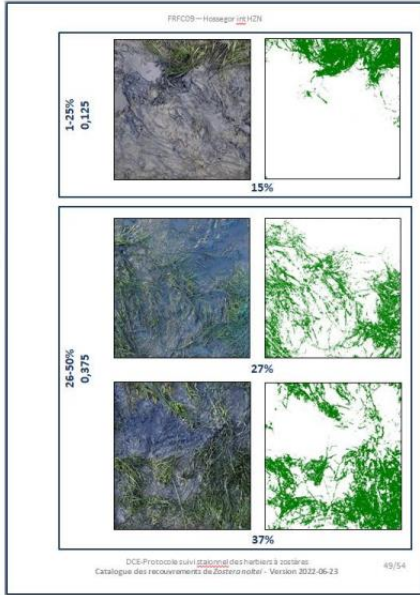 FRFC09 – Hossegor int HZN
1-25%
0,125
15%
26-50%
0,375
27%
37%
DCE-Protocole suivi stationnel des herbiers à zostères
Catalogue des recouvrements de Zostera noltei - Version 2022-06-23
49/54